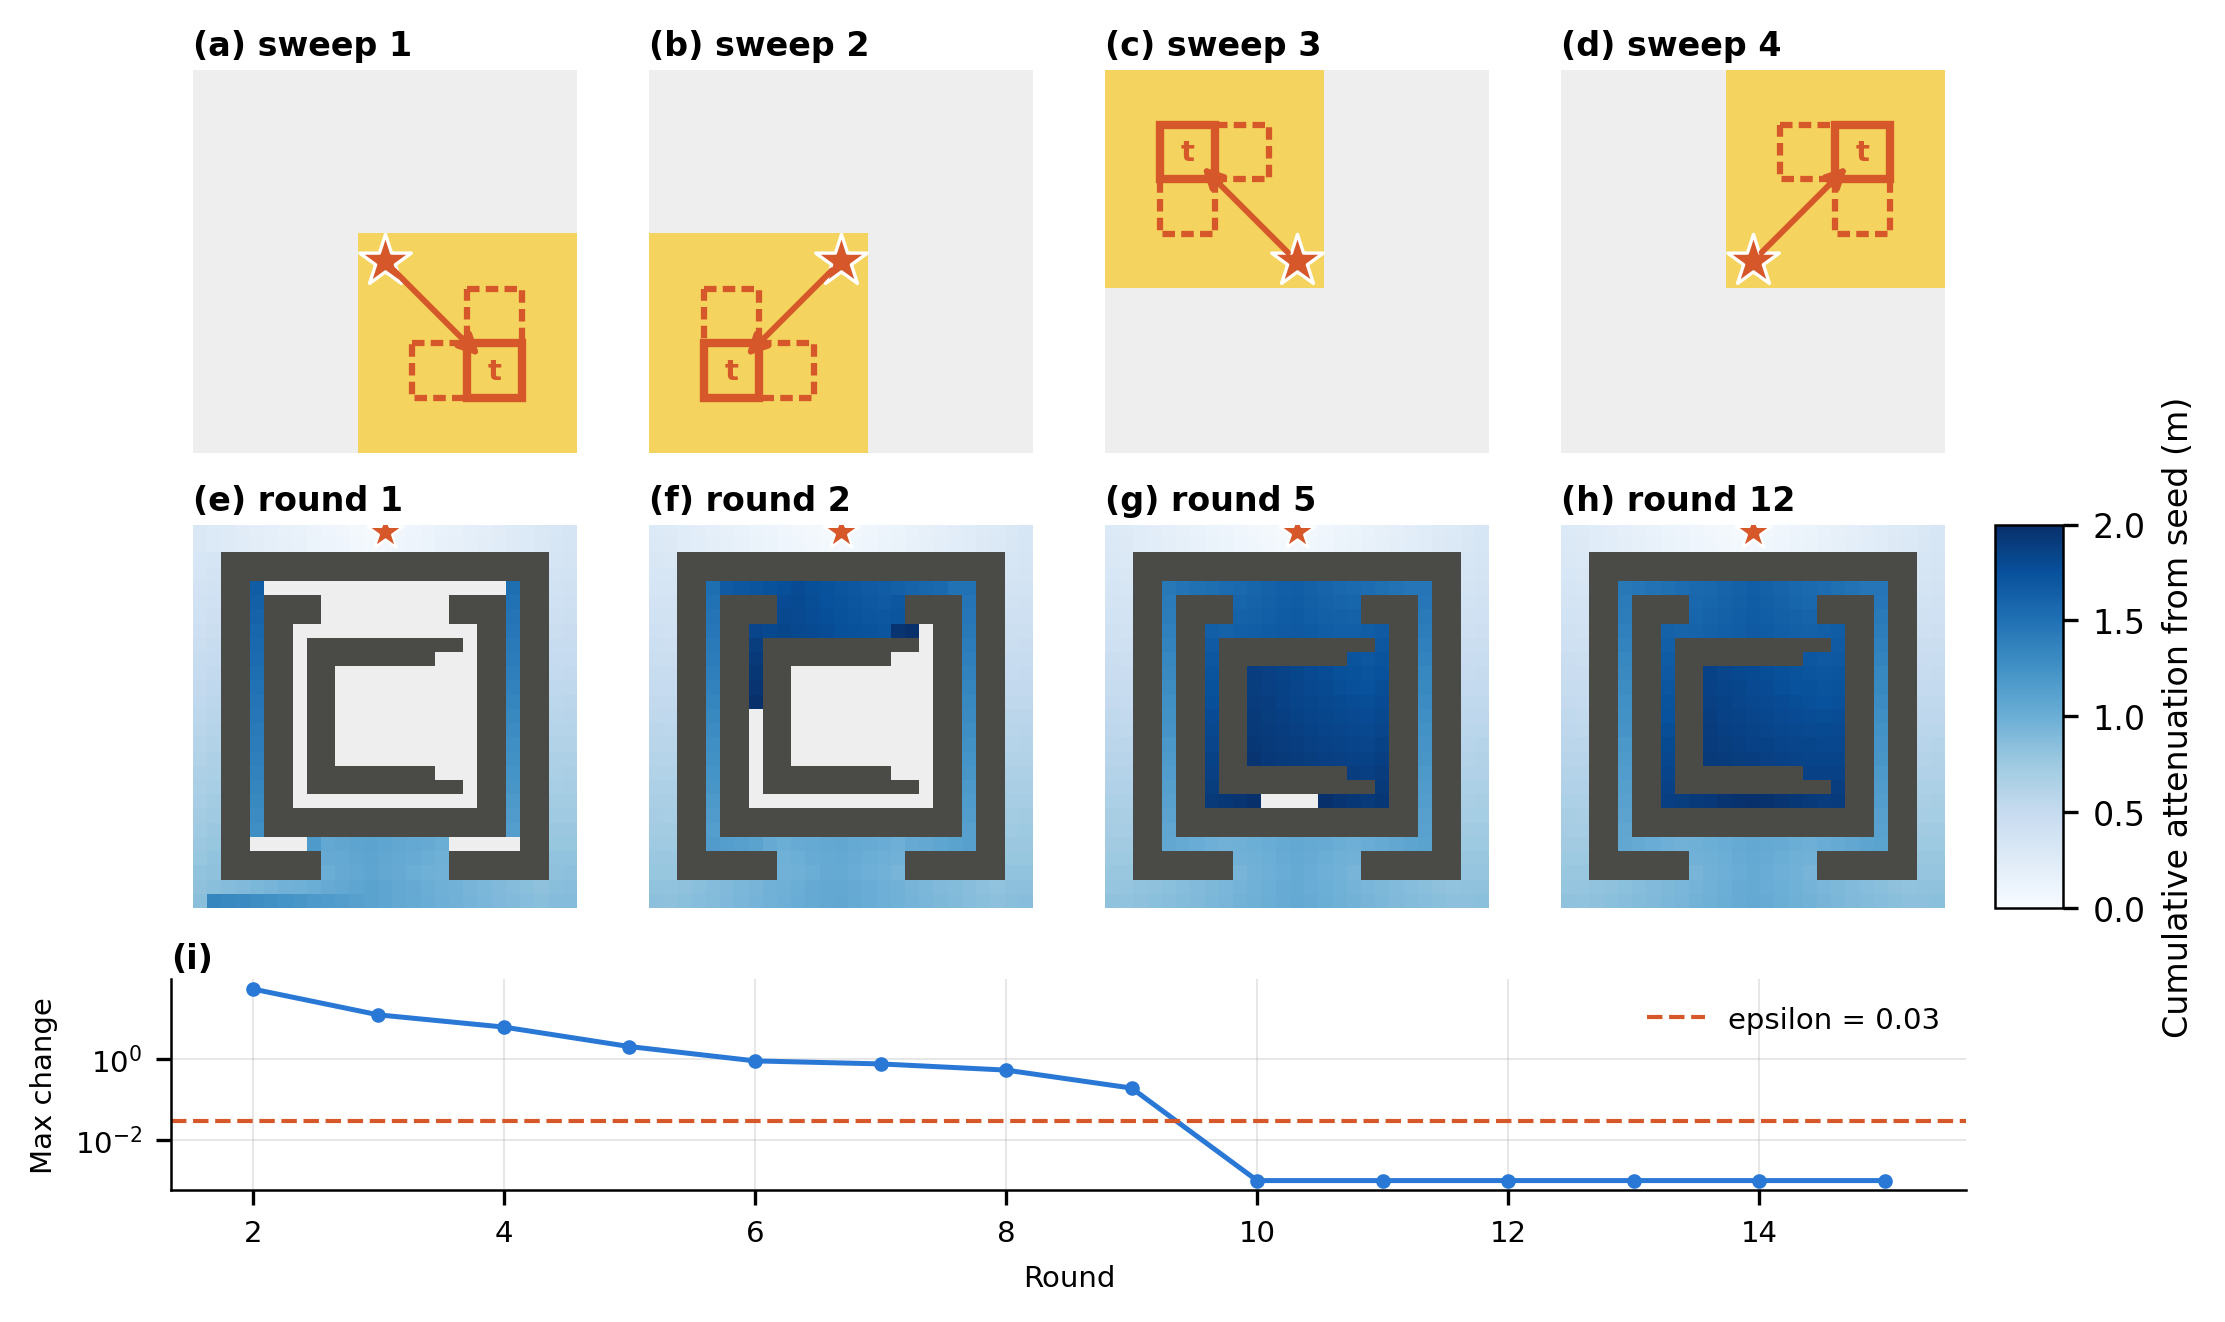 (a) sweep 1
(b) sweep 2
(c) sweep 3
(d) sweep 4
t
t
t
t
(e) round 1
(f) round 2
(g) round 5
(h) round 12
2.0
1.5
1.0
0.5
0.0
Cumulative attenuation from seed (m)
(i)
Max change
10⁰
10⁻²
epsilon = 0.03
2
4
6
8
10
12
14
Round